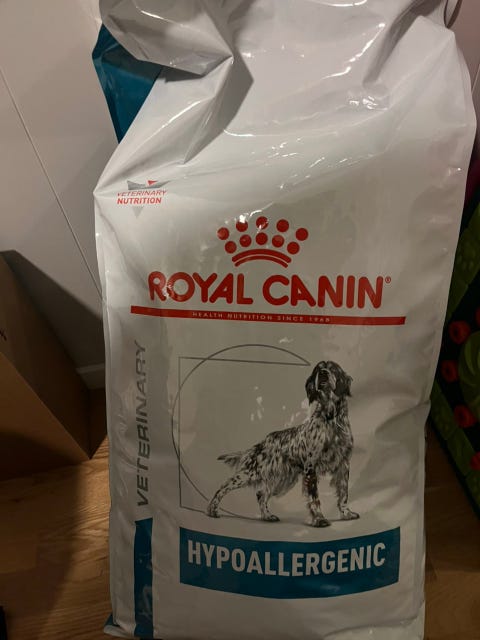 VETERINARY
NUTRITION
ROYAL CANIN®
HEALTH NUTRITION SINCE 1968
VETERINARY
HYPOALLERGENIC